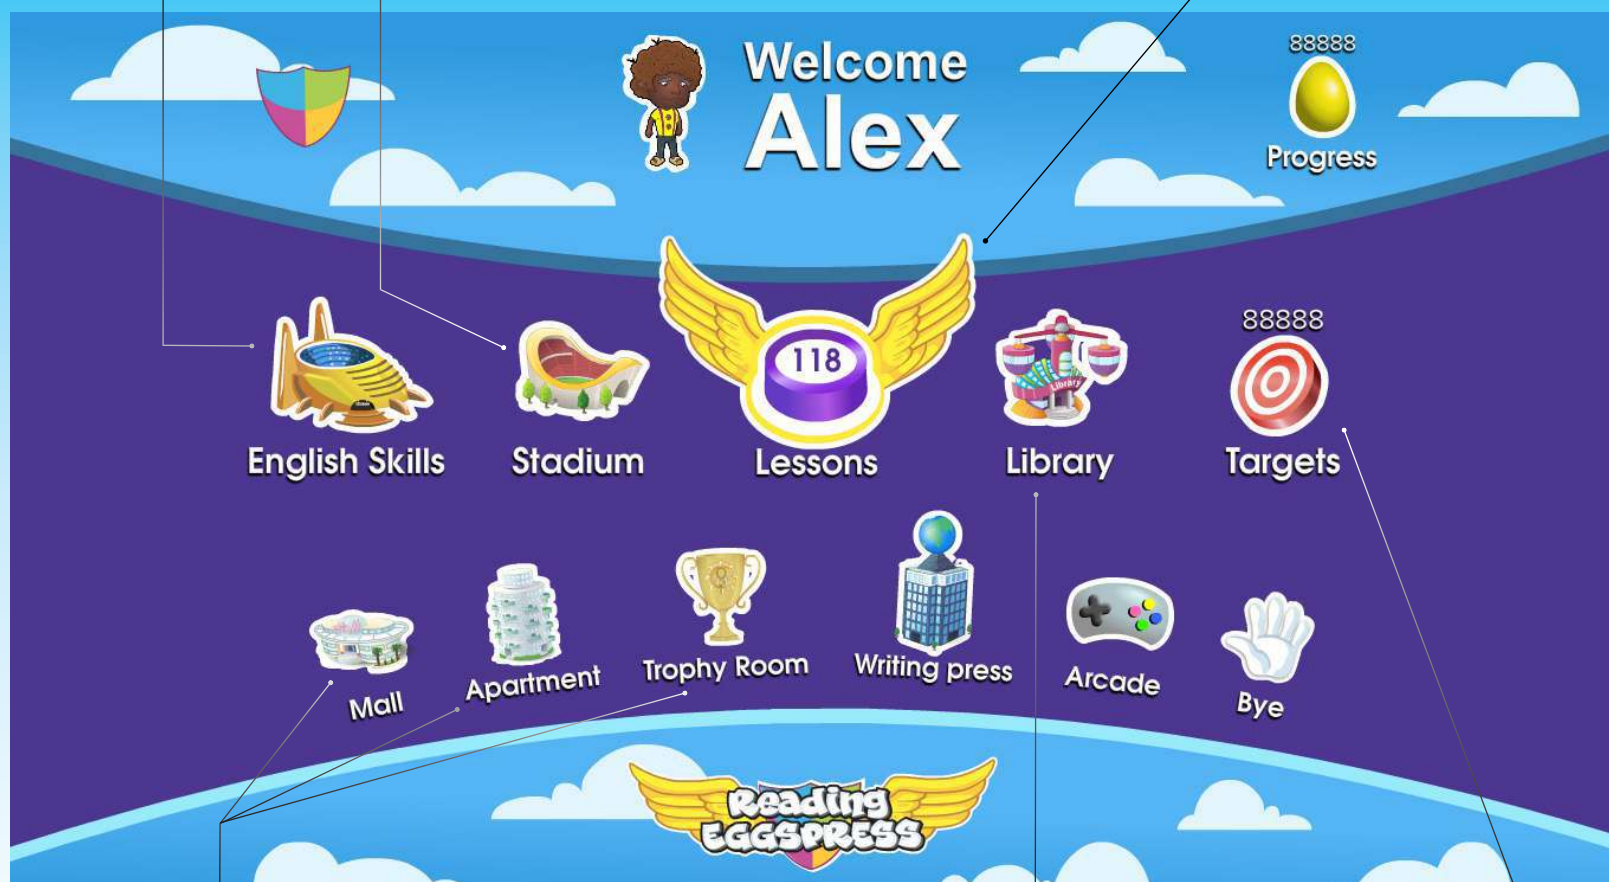 Welcome
Alex
88888
Progress
118
Library
88888
English Skills
Stadium
Lessons
Library
Targets
Mall
Apartment
Trophy Room
Writing press
Arcade
Bye
Reading
EGGSPRESS